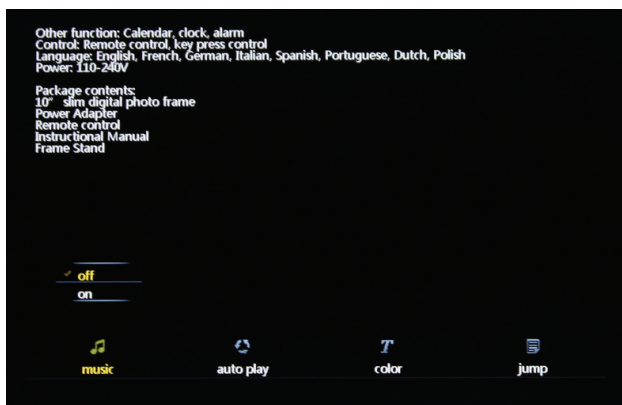 Other function: Calendar, clock, alarm
Control: Remote control, key press control
Language: English, French, German, Italian, Spanish, Portuguese, Dutch, Polish
Power: 110-240V
Package contents:
10” slim digital photo frame
Power Adapter
Remote control
Instructional Manual
Frame Stand
off
on
music auto play color jump